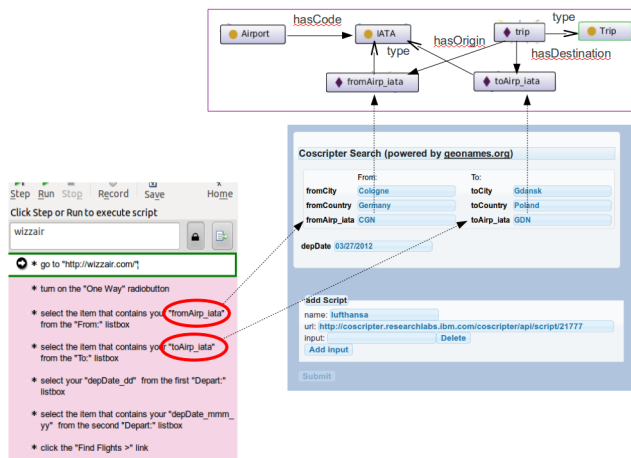 hasCode
type
Airport
IATA
hasOrigin
trip
Trip
type
hasDestination
fromAirp_iata
toAirp_iata
Coscripter Search (powered by geonames.org)
From:
To:
fromCity Cologne toCity Gdansk
fromCountry Germany toCountry Poland
fromAirp_iata CGN toAirp_iata GDN
depDate 03/27/2012
add Script
name: lufthansa
url: http://coscripter.researchlabs.ibm.com/coscripter/api/script/21777
input: Delete
Add input
Submit
Step Run Stop Record Save Home
Click Step or Run to execute script
wizzair
* go to "http://wizzair.com/"
* turn on the "One Way" radiobutton
* select the item that contains your "fromAirp_iata"
from the "From:" listbox
* select the item that contains your "toAirp_iata"
from the "To:" listbox
* select your "depDate_dd" from the first "Depart:"
listbox
* select the item that contains your "depDate_mmm_
yy" from the second "Depart:" listbox
* click the "Find Flights >" link